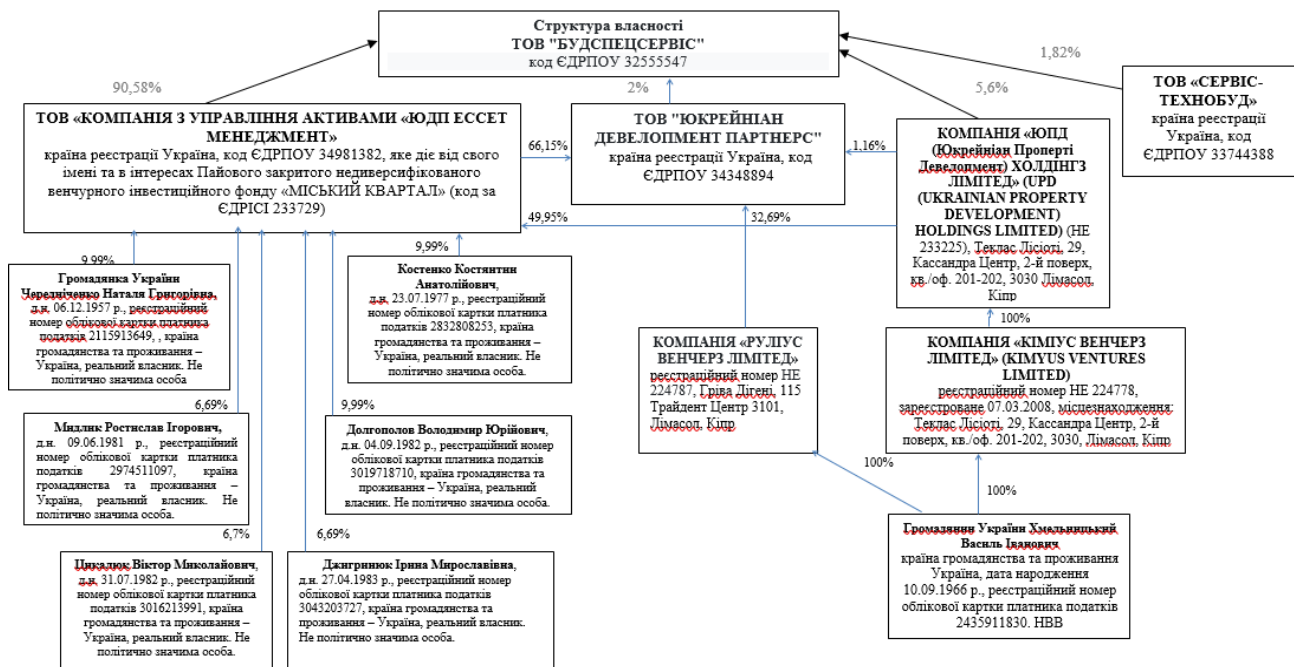 Структура власності
ТОВ "БУДСПЕЦСЕРВІС"
код ЄДРПОУ 32555547
90,58%
2%
5,6%
1,82%
ТОВ «КОМПАНІЯ З УПРАВЛІННЯ АКТИВАМИ «ЮДП ЕССЕТ
МЕНЕДЖМЕНТ»
країна реєстрації Україна, код ЄДРПОУ 34981382, яке діє від свого
імені та в інтересах Пайового закритого недиверсифікованого
венчурного інвестиційного фонду «МІСЬКИЙ КВАРТАЛ» (код за
ЄДРІСІ 233729)
66,15%
ТОВ "ЮКРЕЙНІАН
ДЕВЕЛОПМЕНТ ПАРТНЕРС"
країна реєстрації Україна, код
ЄДРПОУ 34348894
1,16%
КОМПАНІЯ «ЮПД
(Юкрейніан Проперті
Девелопмент) ХОЛДІНГЗ
ЛІМІТЕД» (UPD
(UKRAINIAN PROPERTY
DEVELOPMENT)
HOLDINGS LIMITED) (HE
233225), Теклас Лісіоті, 29,
Кассандра Центр, 2-й поверх,
кв./оф. 201-202, 3030 Лімасол,
Кіпр
ТОВ «СЕРВІС-
ТЕХНОБУД»
країна реєстрації
Україна, код
ЄДРПОУ 33744388
49,95%
32,69%
9,99%
Громадянка України
Чередніченко Наталя Григорівна,
д.н. 06.12.1957 р., реєстраційний
номер облікової картки платника
податків 2115913649, , країна
громадянства та проживання –
Україна, реальний власник. Не
політично значима особа
9,99%
Костенко Костянтин
Анатолійович,
д.н. 23.07.1977 р., реєстраційний
номер облікової картки платника
податків 2832808253, країна
громадянства та проживання –
Україна, реальний власник. Не
політично значима особа.
100%
КОМПАНІЯ «РУЛІУС
ВЕНЧЕРЗ ЛІМІТЕД»
реєстраційний номер НЕ
224787, Гріва Дігені, 115
Трайдент Центр 3101,
Лімасол, Кіпр
КОМПАНІЯ «КІМІУС ВЕНЧЕРЗ
ЛІМІТЕД» (KIMYUS VENTURES
LIMITED)
реєстраційний номер НЕ 224778,
зареєстроване 07.03.2008, місцезнаходження:
Теклас Лісіоті, 29, Кассандра Центр, 2-й
поверх, кв./оф. 201-202, 3030, Лімасол, Кіпр
6,69%
Мидлик Ростислав Ігорович,
д.н. 09.06.1981 р., реєстраційний
номер облікової картки платника
податків 2974511097, країна
громадянства та проживання –
Україна, реальний власник. Не
політично значима особа.
9,99%
Долгополов Володимир Юрійович,
д.н. 04.09.1982 р., реєстраційний номер
облікової картки платника податків
3019718710, країна громадянства та
проживання – Україна, реальний
власник. Не політично значима особа.
100%
100%
6,7%
Цикалюк Віктор Миколайович,
д.н. 31.07.1982 р., реєстраційний
номер облікової картки платника
податків 3016213991, країна
громадянства та проживання –
Україна, реальний власник. Не
політично значима особа.
6,69%
Джигринюк Ірина Мирославівна,
д.н. 27.04.1983 р., реєстраційний номер
облікової картки платника податків
3043203727, країна громадянства та
проживання – Україна, реальний власник.
Не політично значима особа.
Громадянин України Хмельницький
Василь Іванович
країна громадянства та проживання
Україна, дата народження
10.09.1966 р., реєстраційний номер
облікової картки платника податків
2435911830. НВВ